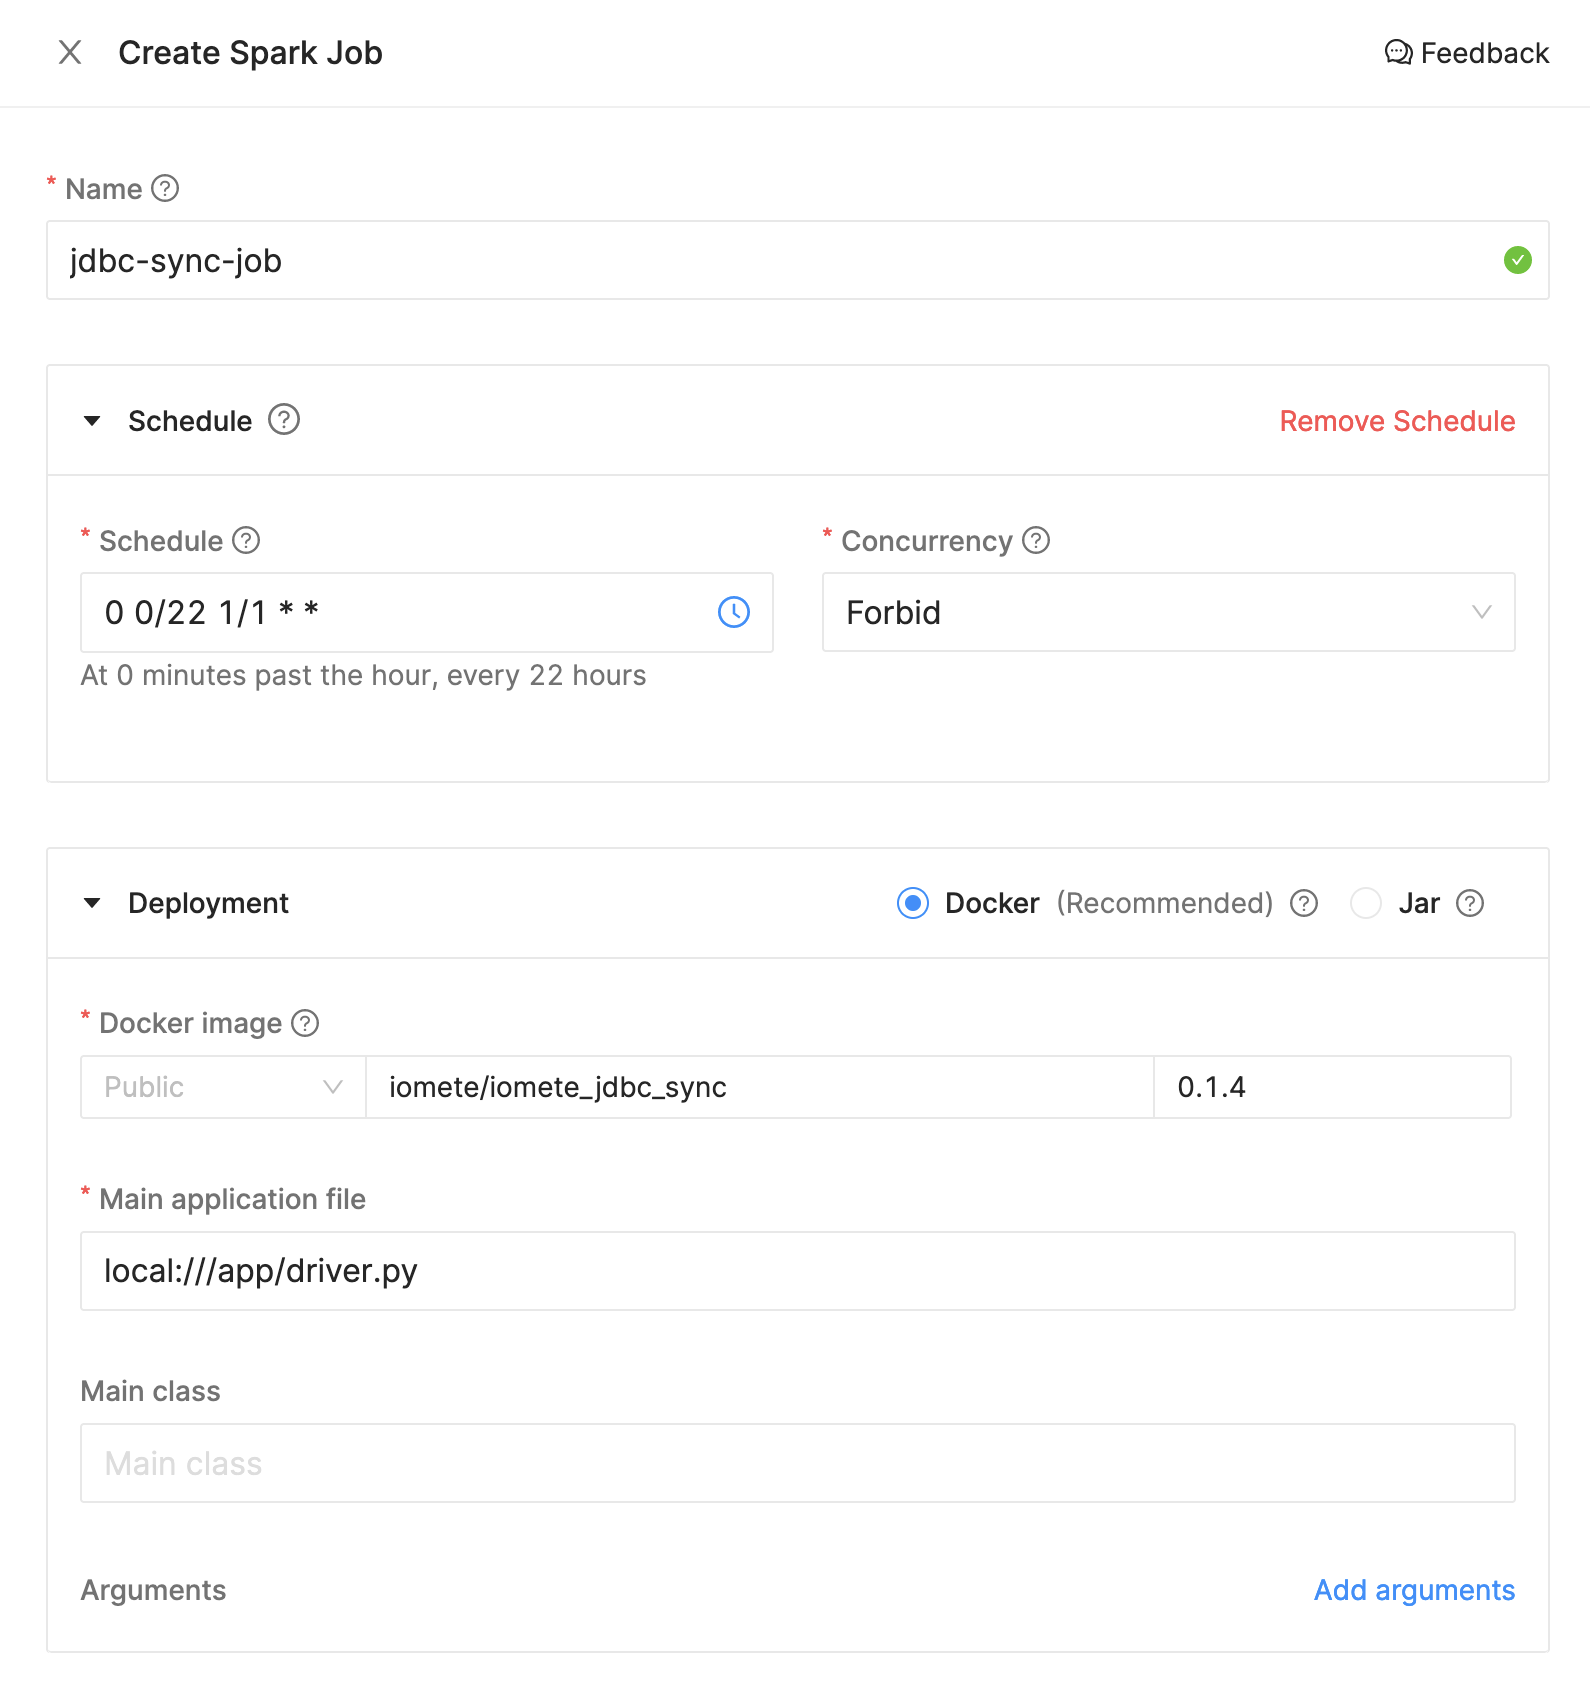 Create Spark Job
Feedback
* Name
jdbc-sync-job
Schedule
Remove Schedule
* Schedule
* Concurrency
0 0/22 1/1 * *
Forbid
At 0 minutes past the hour, every 22 hours
Deployment
Docker (Recommended)
Jar
* Docker image
Public
iomete/iomete_jdbc_sync
0.1.4
* Main application file
local:///app/driver.py
Main class
Main class
Arguments
Add arguments